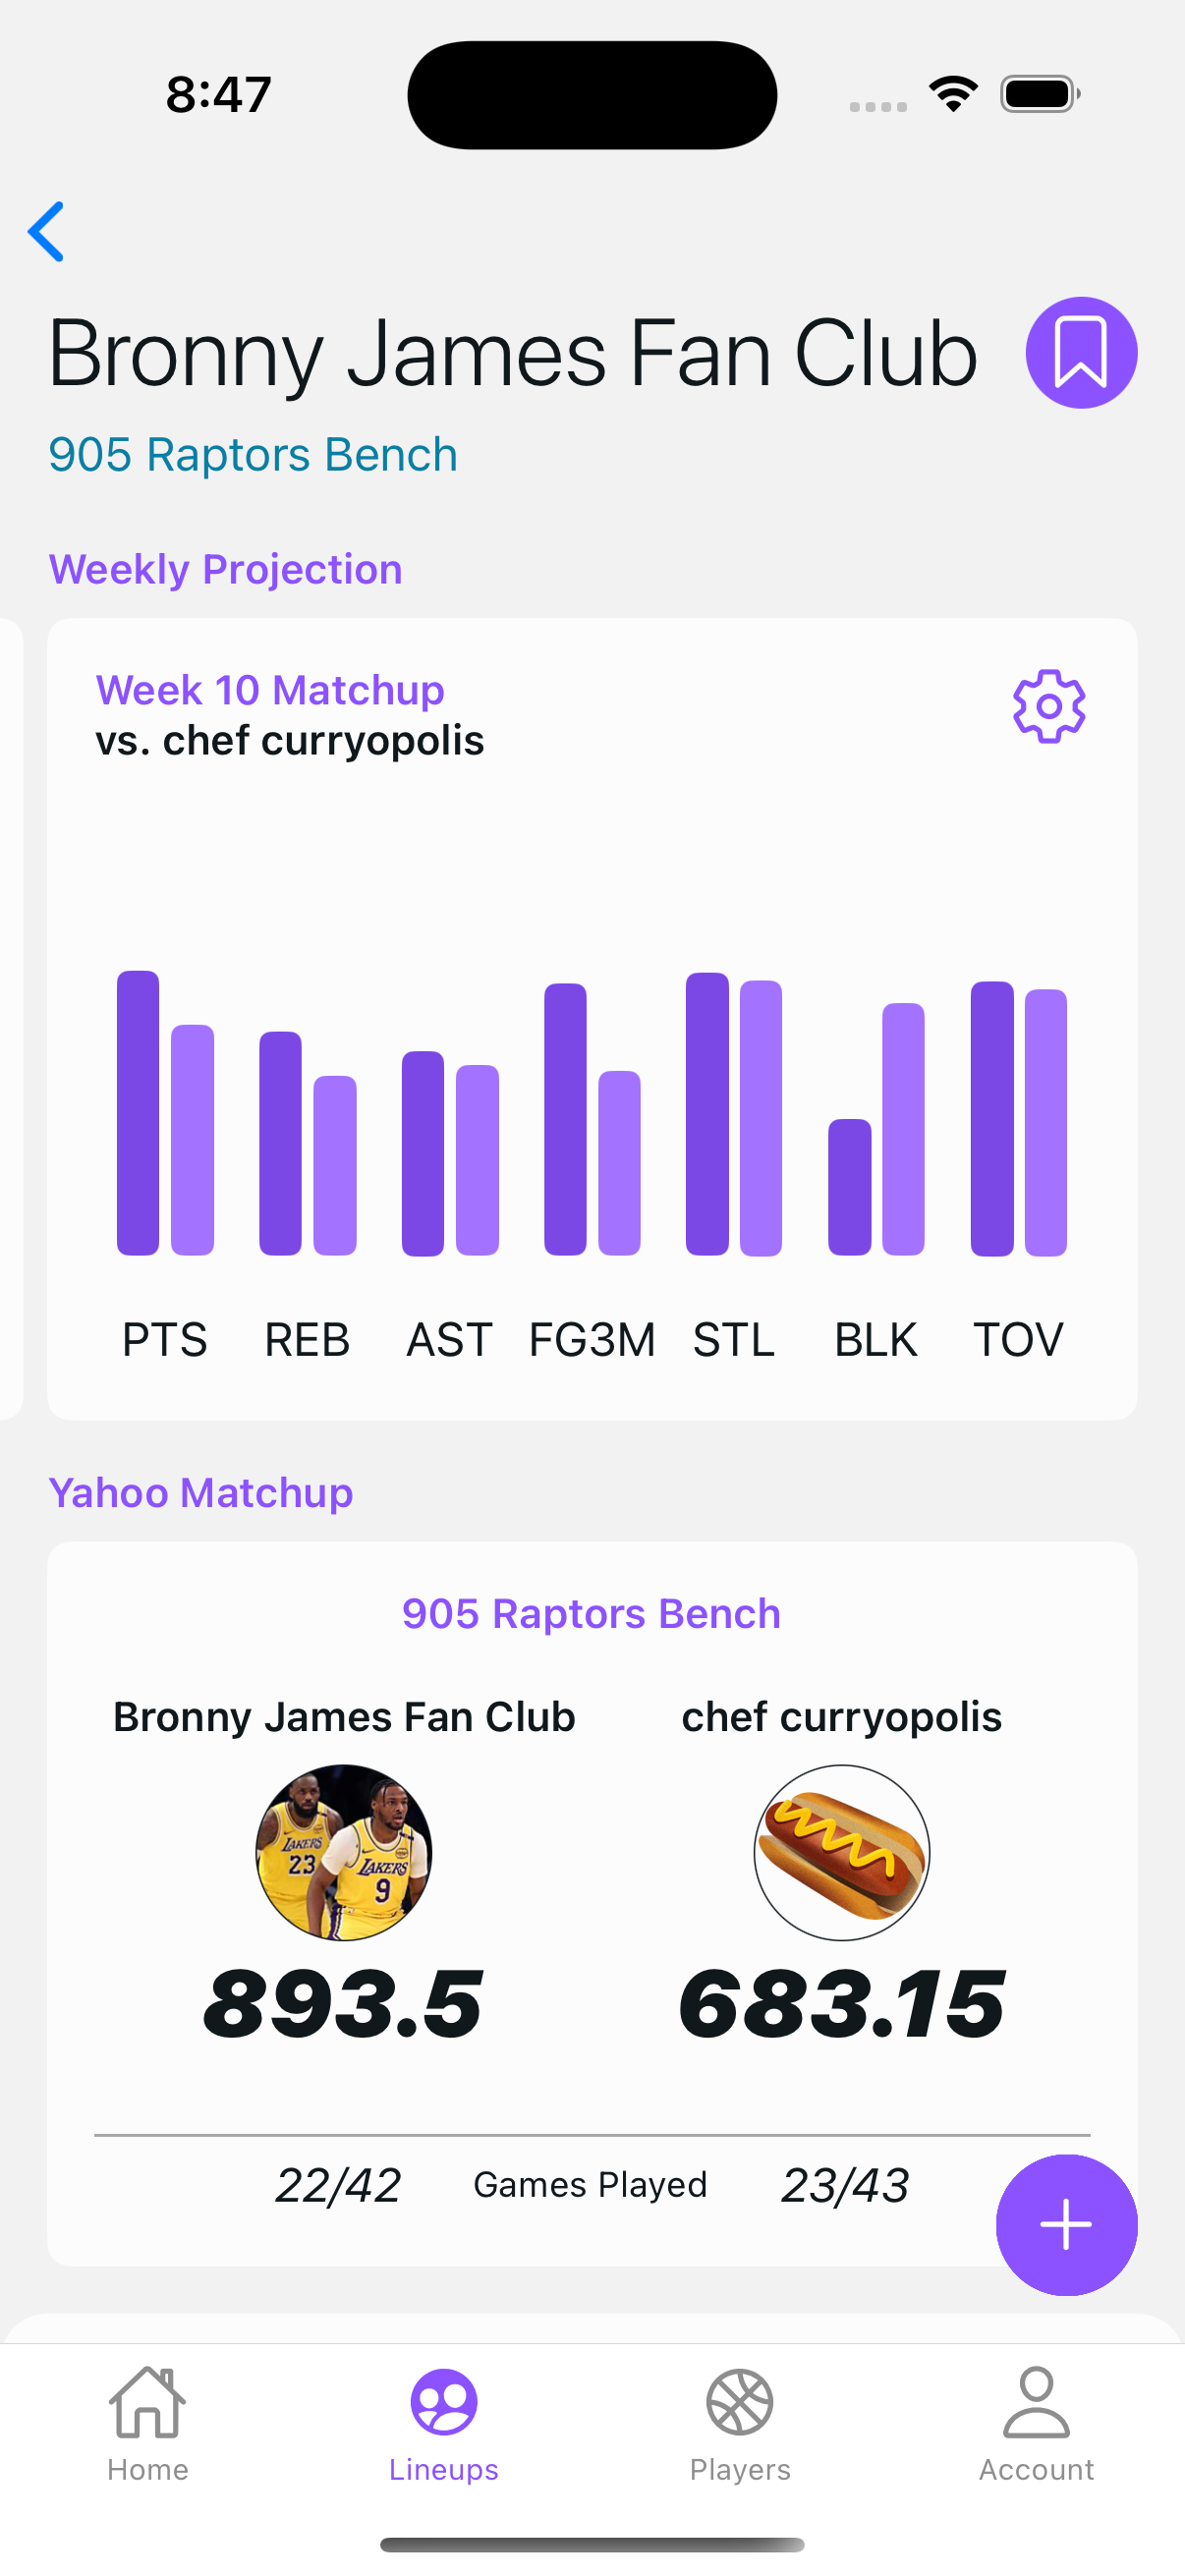 8:47
Bronny James Fan Club
905 Raptors Bench
Weekly Projection
Week 10 Matchup
vs. chef curryopolis
PTS REB AST FG3M STL BLK TOV
Yahoo Matchup
905 Raptors Bench
Bronny James Fan Club chef curryopolis
LAKERS
23
LAKERS
9
893.5 683.15
22/42 Games Played 23/43
Home Lineups Players Account